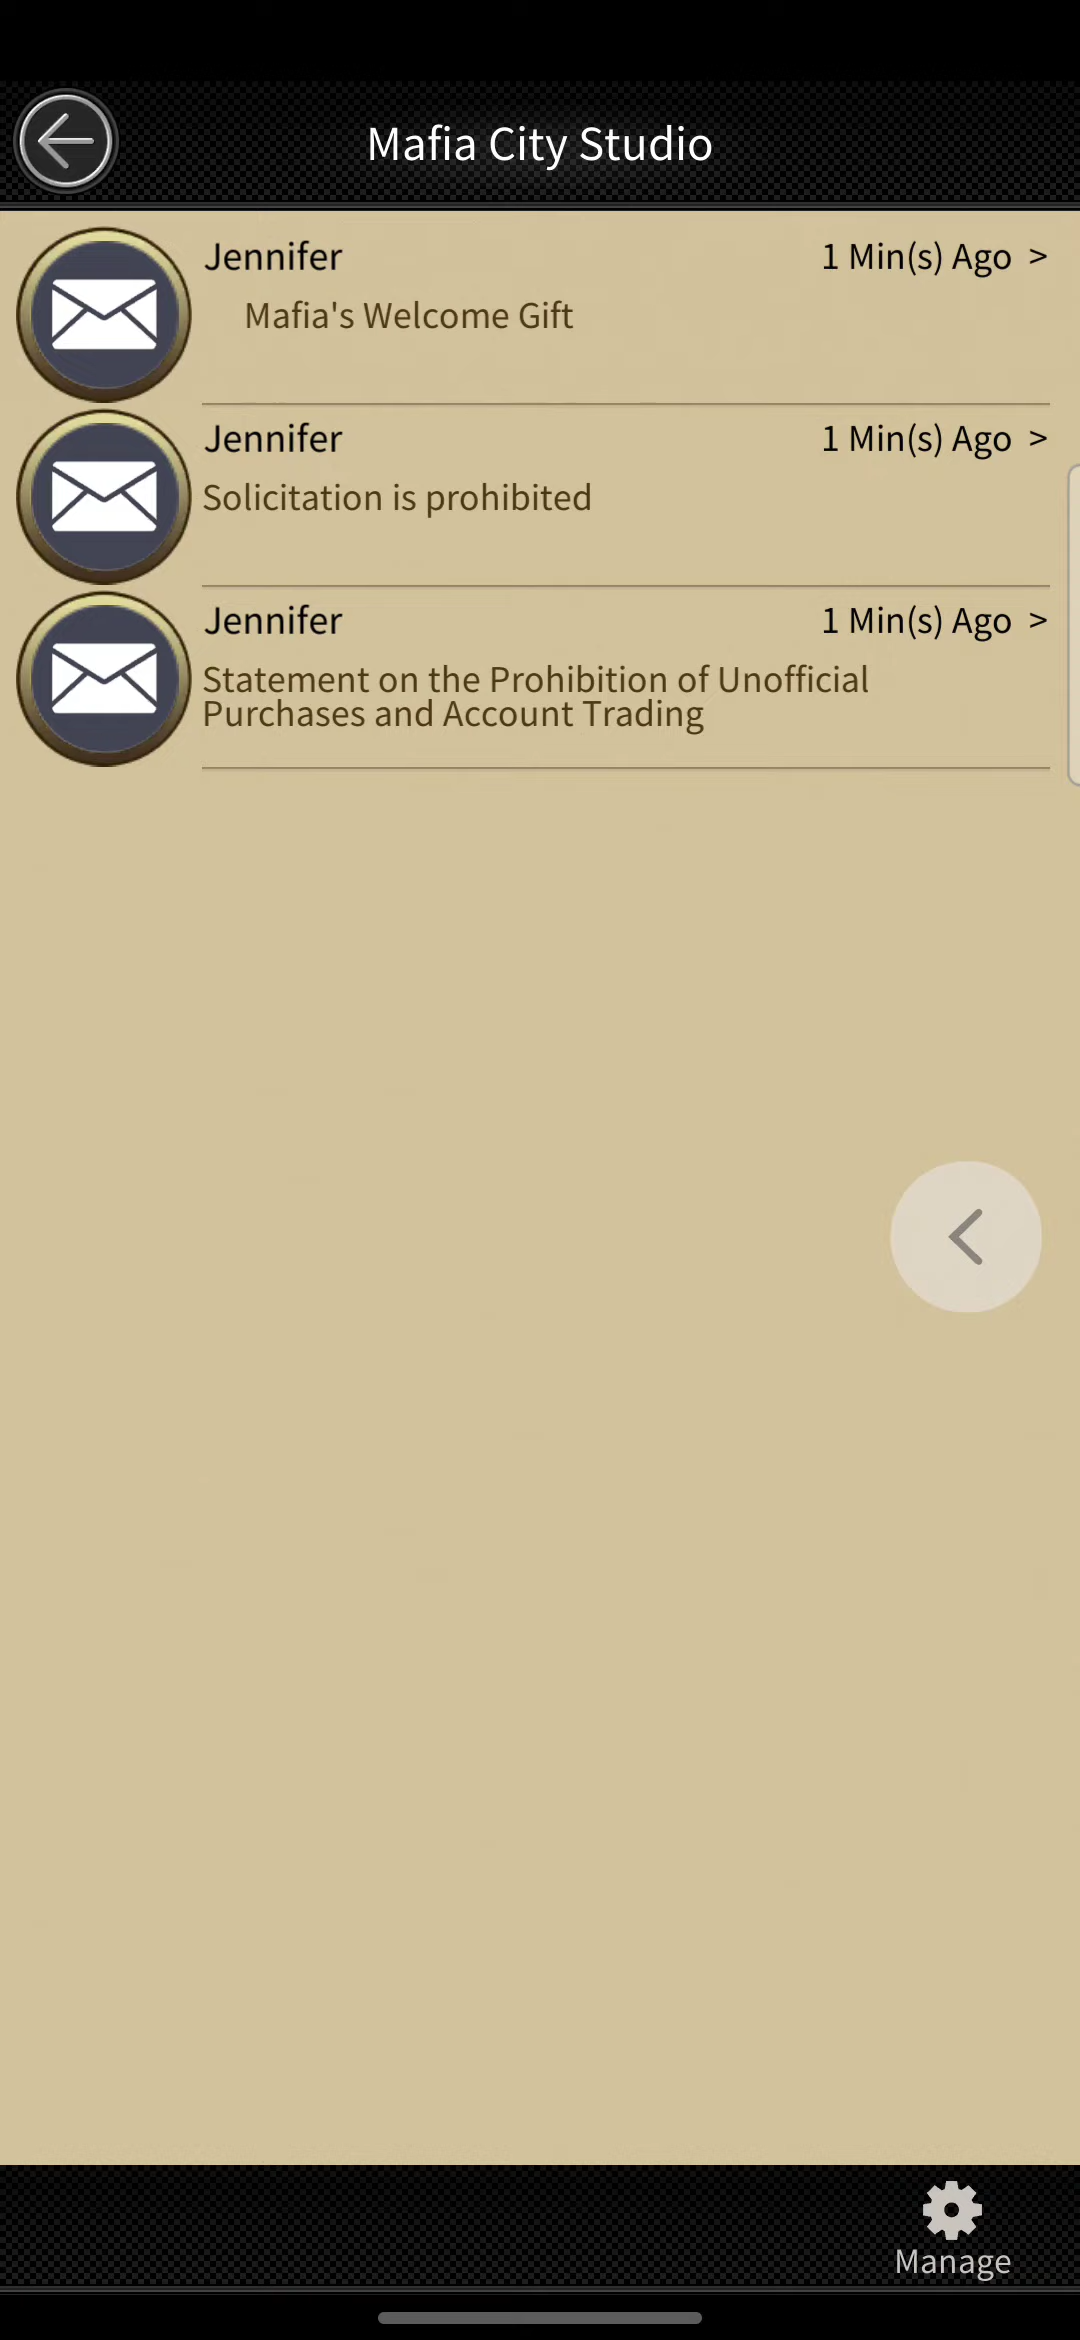 Mafia City Studio
Jennifer
1 Min(s) Ago >
Mafia's Welcome Gift
Jennifer
1 Min(s) Ago >
Solicitation is prohibited
Jennifer
1 Min(s) Ago >
Statement on the Prohibition of Unofficial
Purchases and Account Trading
Manage